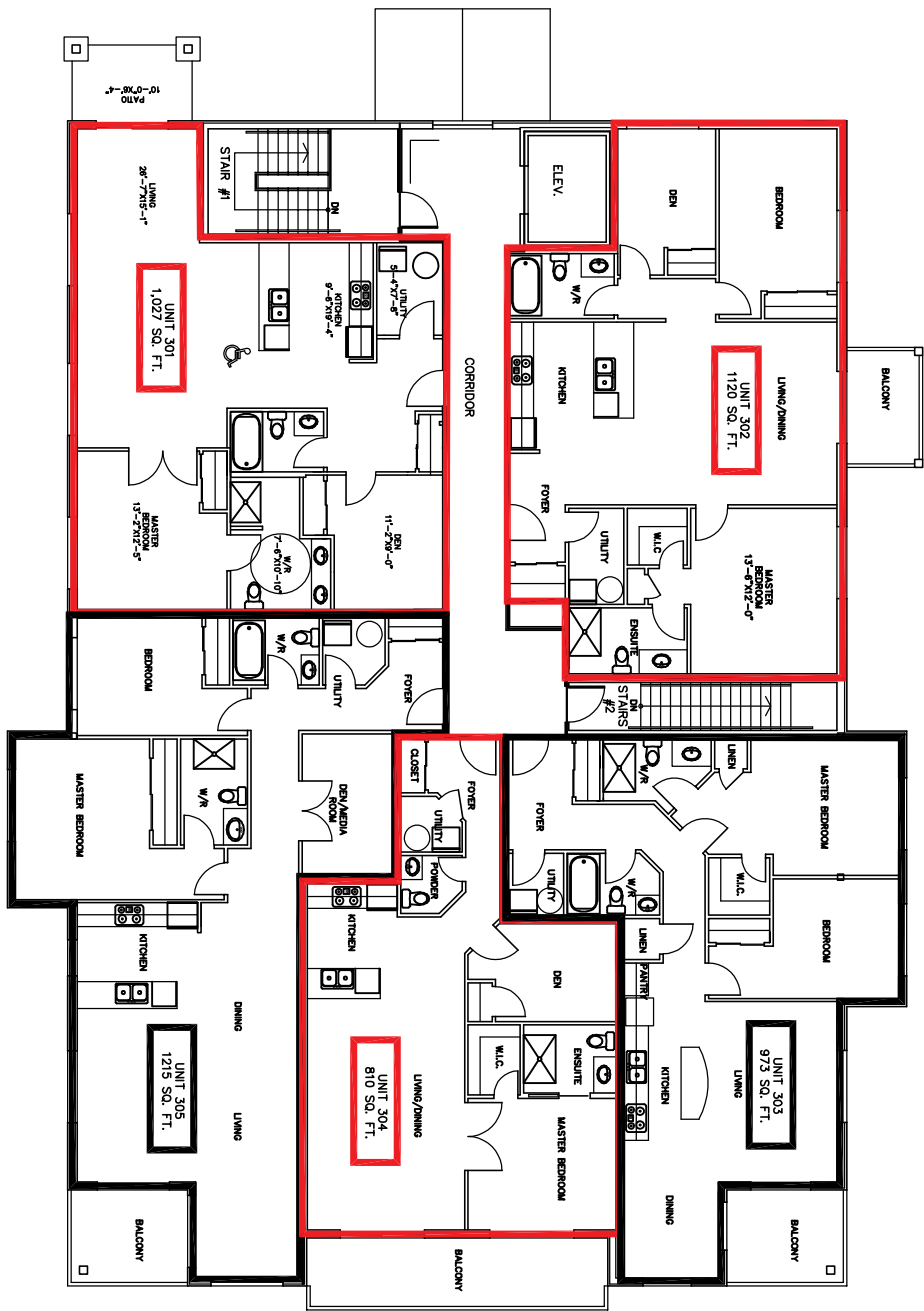 PATIO
10'-0"X6'-4"
LIVING
26'-7"X15'-1"
UNIT 301
1,027 SQ. FT.
STAIR #1
DN
KITCHEN
9'-6"X19'-4"
UTILITY
5'-4"X7'-8"
MASTER
BEDROOM
13'-2"X12'-5"
W/R
7'-6"X10'-10"
DEN
11'-2"X9'-0"
CORRIDOR
ELEV.
DEN
BEDROOM
W/R
KITCHEN
UNIT 302
1120 SQ. FT.
LIVING/DINING
BALCONY
FOYER
UTILITY
W.I.C
MASTER
BEDROOM
13'-6"X12'-0"
ENSUITE
DN
STAIRS
#2
BEDROOM
W/R
UTILITY
FOYER
MASTER BEDROOM
W/R
DEN/MEDIA
ROOM
KITCHEN
DINING
UNIT 305
1215 SQ. FT.
LIVING
BALCONY
CLOSET
FOYER
UTILITY
POWDER
KITCHEN
DEN
W.I.C.
ENSUITE
UNIT 304
810 SQ. FT.
LIVING/DINING
MASTER BEDROOM
BALCONY
FOYER
W/R
LINEN
MASTER BEDROOM
UTILITY
W/R
W.I.C.
BEDROOM
LINEN
PANTRY
KITCHEN
LIVING
UNIT 303
973 SQ. FT.
DINING
BALCONY